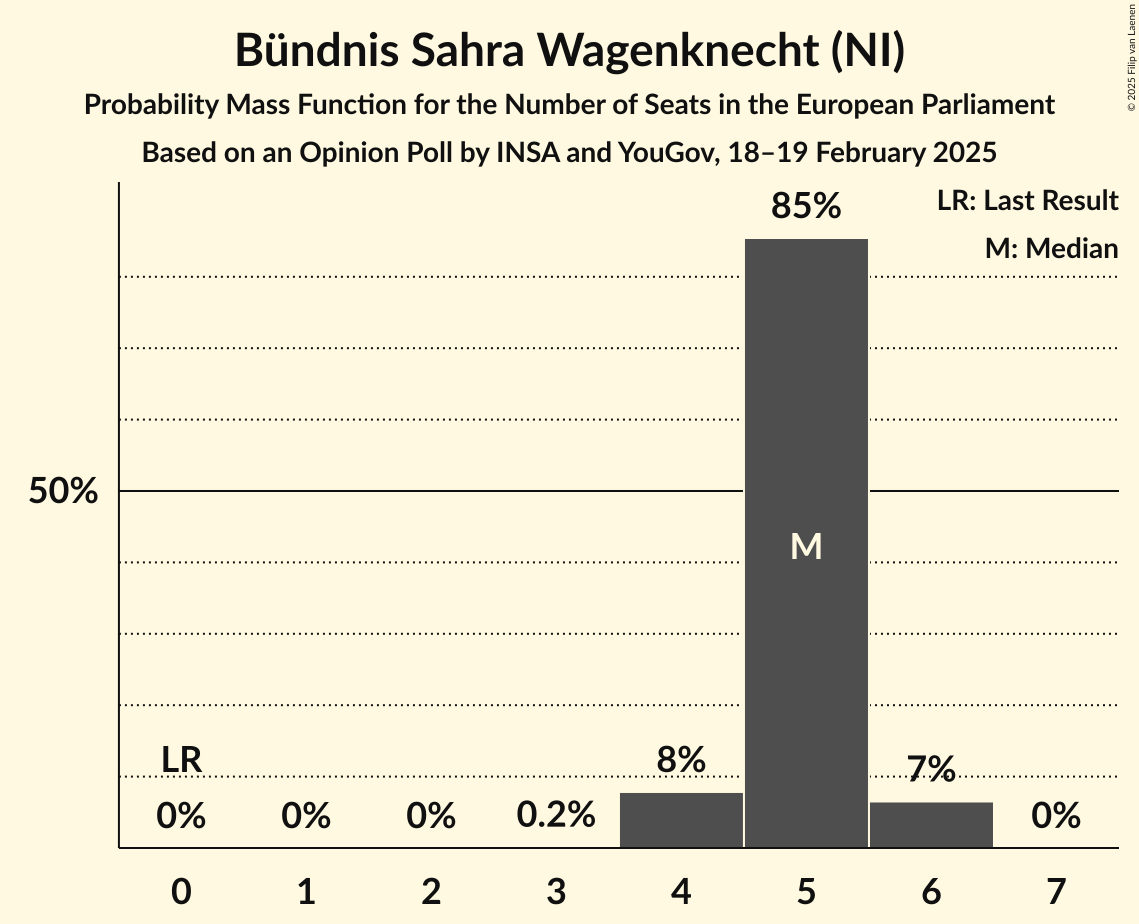 Bündnis Sahra Wagenknecht (NI)
Probability Mass Function for the Number of Seats in the European Parliament
Based on an Opinion Poll by INSA and YouGov, 18–19 February 2025
© 2025 Filip van Laenen
LR: Last Result
M: Median
85%
50%
M
LR
8%
7%
0%
0%
0%
0.2%
0%
0
1
2
3
4
5
6
7